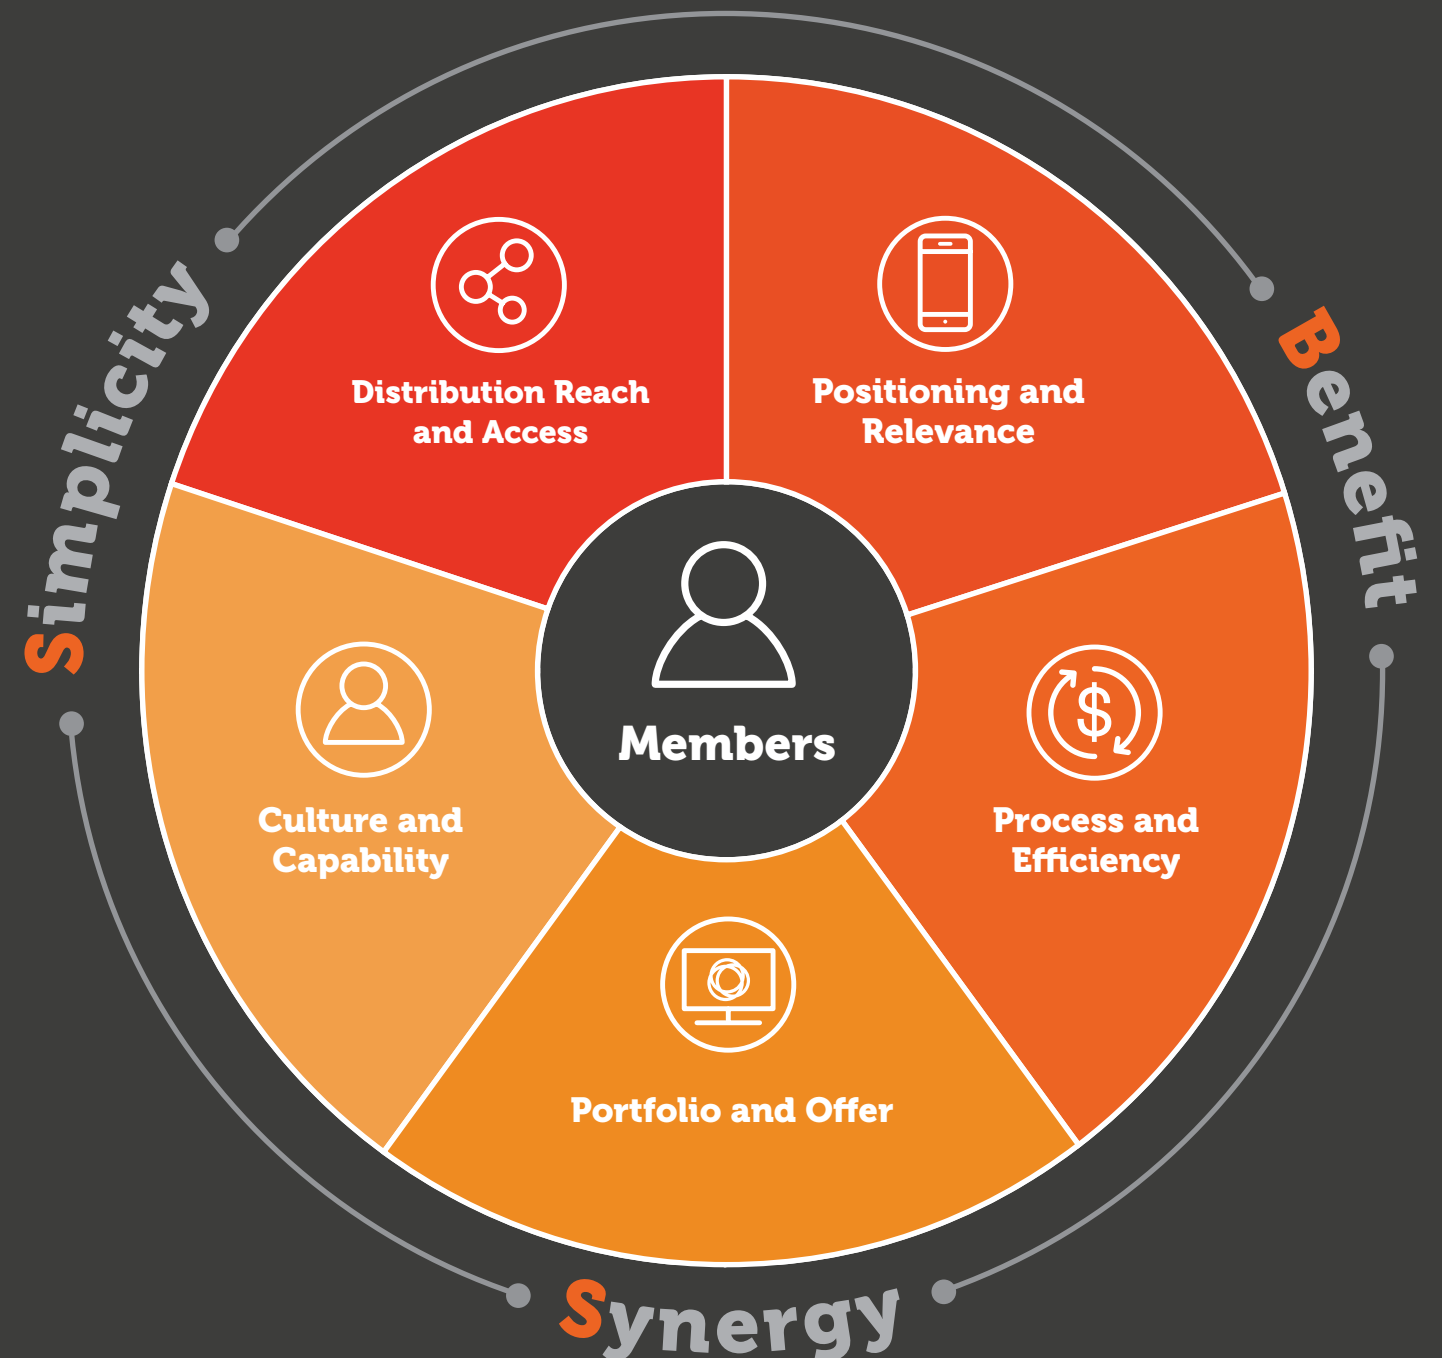 Simplicity
Benefit
Distribution Reach
and Access
Positioning and
Relevance
Members
Culture and
Capability
Process and
Efficiency
Portfolio and Offer
Synergy